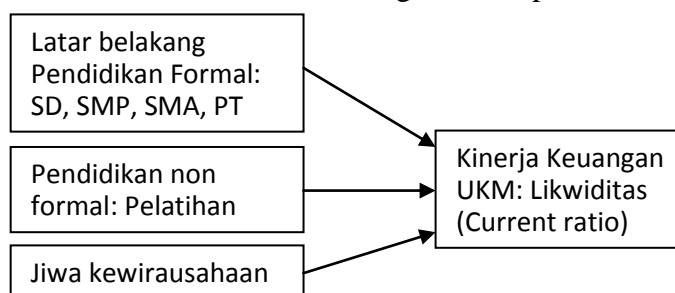 Latar belakang
Pendidikan Formal:
SD, SMP, SMA, PT
Pendidikan non
formal: Pelatihan
Jiwa kewirausahaan
Kinerja Keuangan
UKM: Likwiditas
(Current ratio)